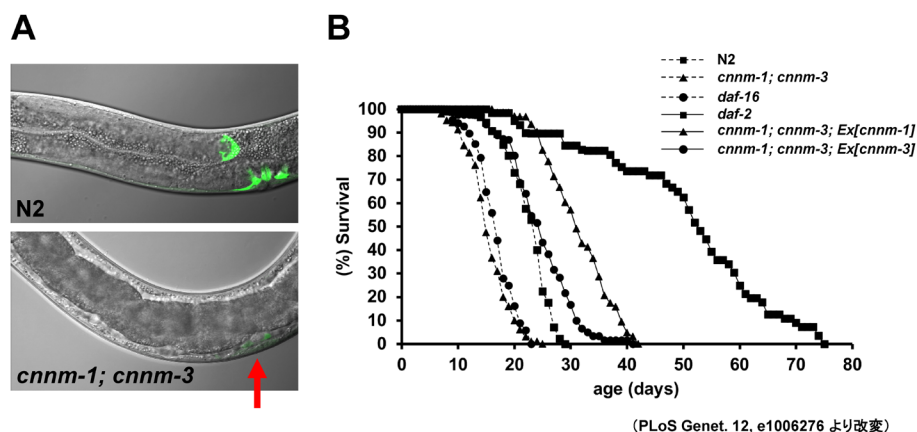 A
N2
cnnm-1; cnnm-3
B
N2
cnnm-1; cnnm-3
daf-16
daf-2
cnnm-1; cnnm-3; Ex[cnnm-1]
cnnm-1; cnnm-3; Ex[cnnm-3]
(%) Survival
100
90
80
70
60
50
40
30
20
10
0
0 10 20 30 40 50 60 70 80
age (days)
(PLoS Genet. 12, e1006276 より改変)